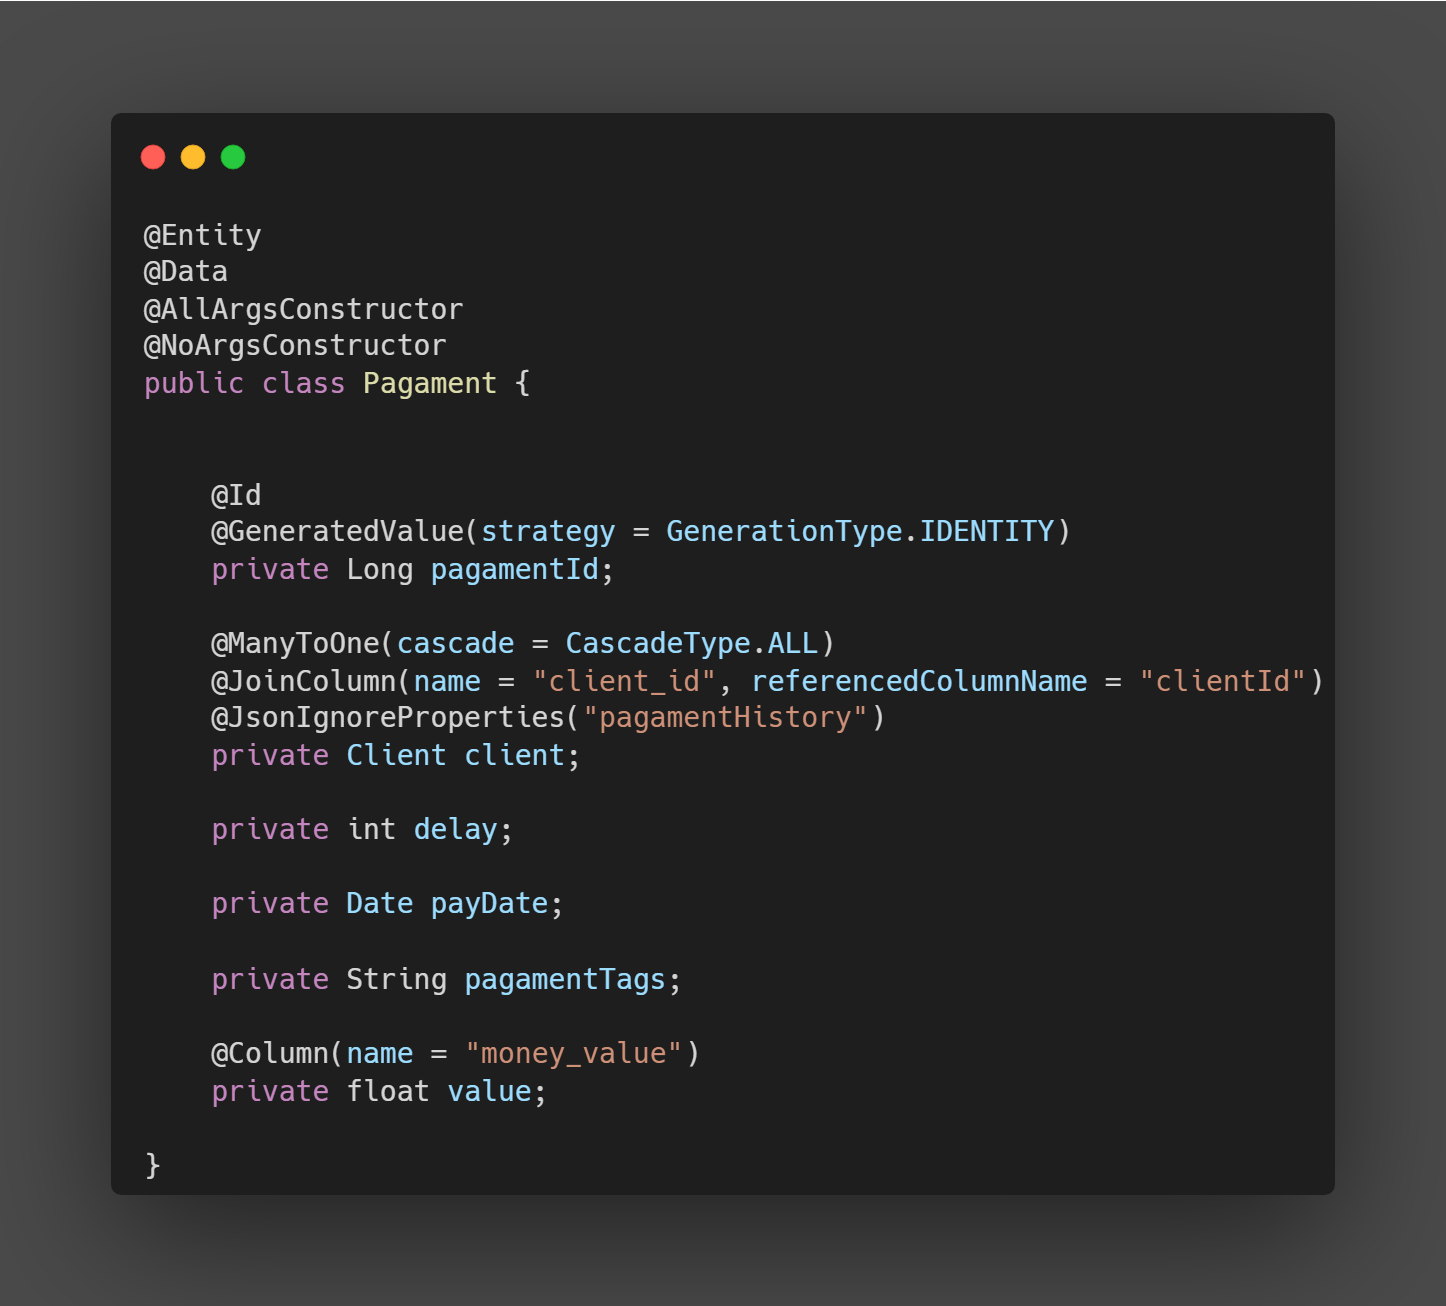 @Entity
@Data
@AllArgsConstructor
@NoArgsConstructor
public class Pagament {
@Id
@GeneratedValue(strategy = GenerationType.IDENTITY)
private Long pagamentId;
@ManyToOne(cascade = CascadeType.ALL)
@JoinColumn(name = "client_id", referencedColumnName = "clientId")
@JsonIgnoreProperties("pagamentHistory")
private Client client;
private int delay;
private Date payDate;
private String pagamentTags;
@Column(name = "money_value")
private float value;
}